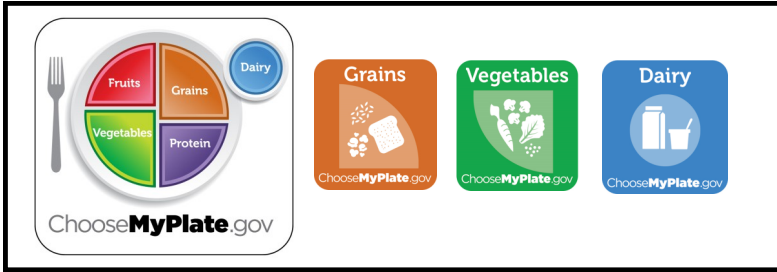 Dairy
Fruits
Grains
Vegetables
Protein
ChooseMyPlate.gov
Grains
ChooseMyPlate.gov
Vegetables
ChooseMyPlate.gov
Dairy
ChooseMyPlate.gov